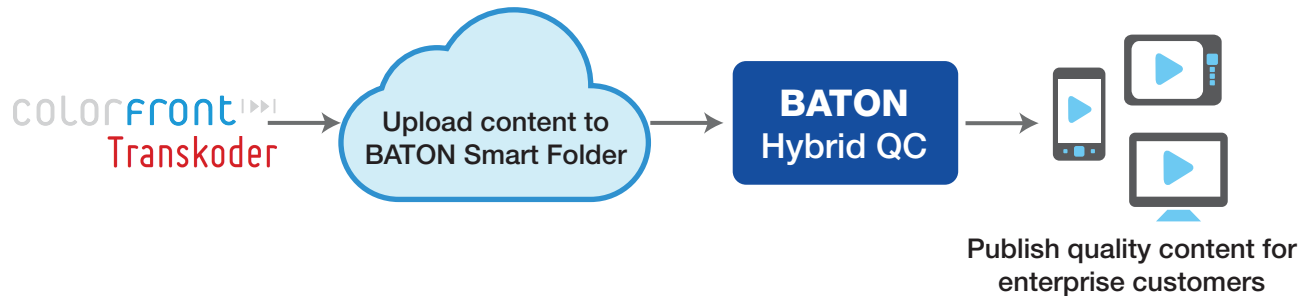 colorfront
Transkoder
Upload content to
BATON Smart Folder
BATON
Hybrid QC
Publish quality content for
enterprise customers